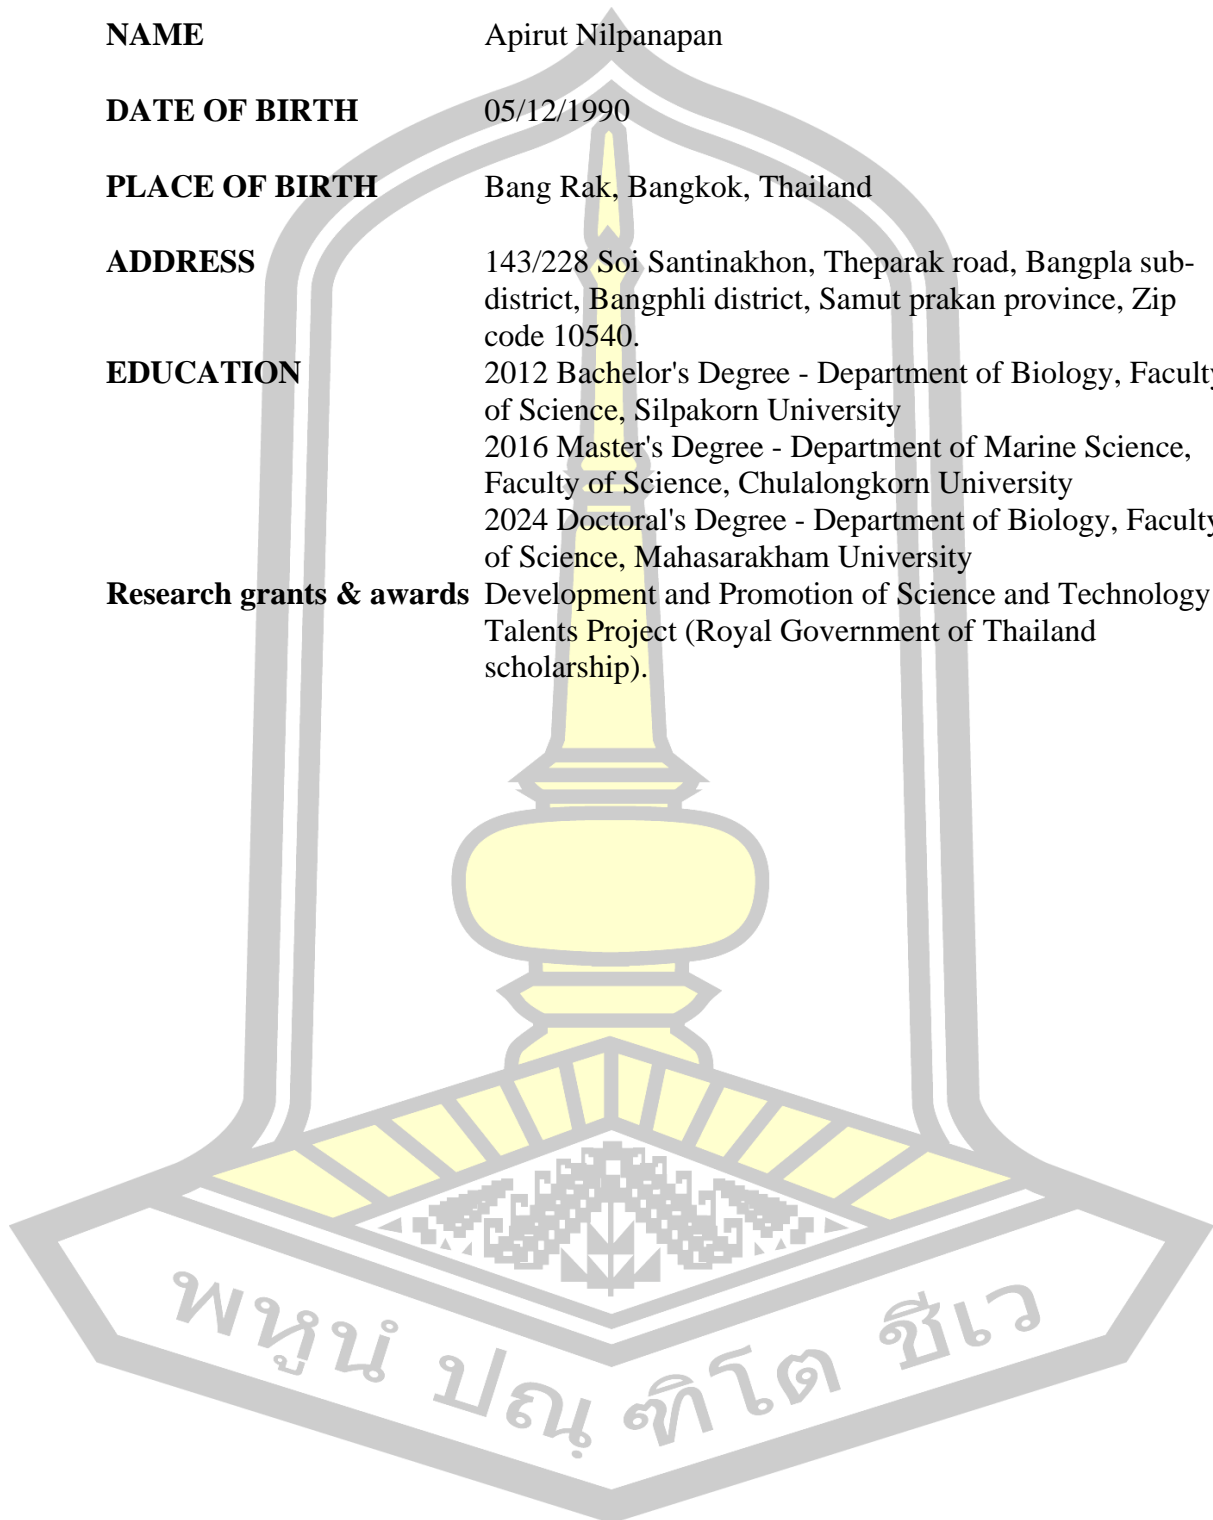 NAME Apirut Nilpanapan
DATE OF BIRTH 05/12/1990
PLACE OF BIRTH Bang Rak, Bangkok, Thailand
ADDRESS 143/228 Soi Santinakhon, Theparak road, Bangpla sub-
district, Bangphli district, Samut prakan province, Zip
code 10540.
EDUCATION 2012 Bachelor's Degree - Department of Biology, Faculty
of Science, Silpakorn University
2016 Master's Degree - Department of Marine Science,
Faculty of Science, Chulalongkorn University
2024 Doctoral's Degree - Department of Biology, Faculty
of Science, Mahasarakham University
Research grants & awards Development and Promotion of Science and Technology
Talents Project (Royal Government of Thailand
scholarship).
พหูนํ ปณฺฑิโต ชีเว